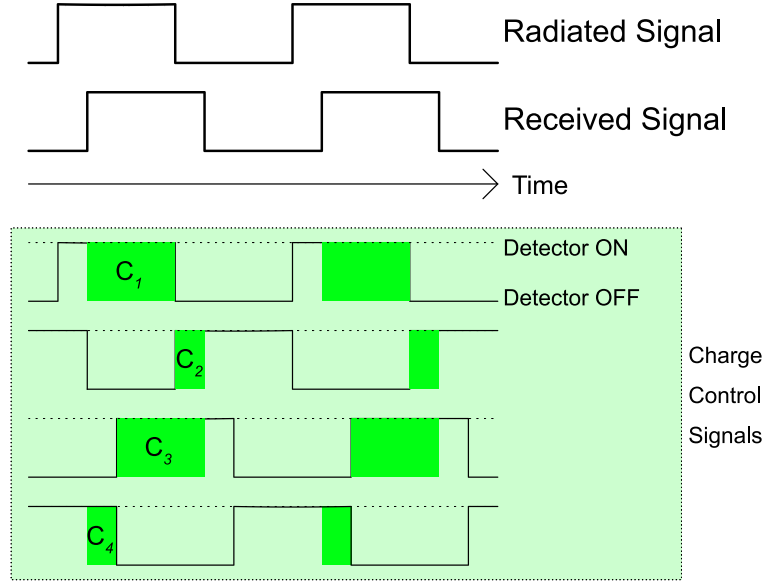 Radiated Signal
Received Signal
Time
Detector ON
C1
Detector OFF
C2
Charge
Control
Signals
C3
C4